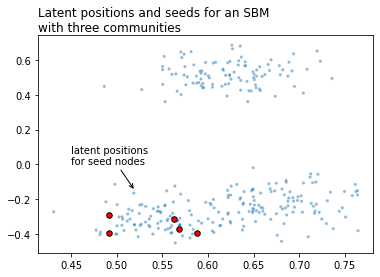 Latent positions and seeds for an SBM
with three communities
0.6
0.4
0.2
0.0
−0.2
−0.4
latent positions
for seed nodes
0.45 0.50 0.55 0.60 0.65 0.70 0.75